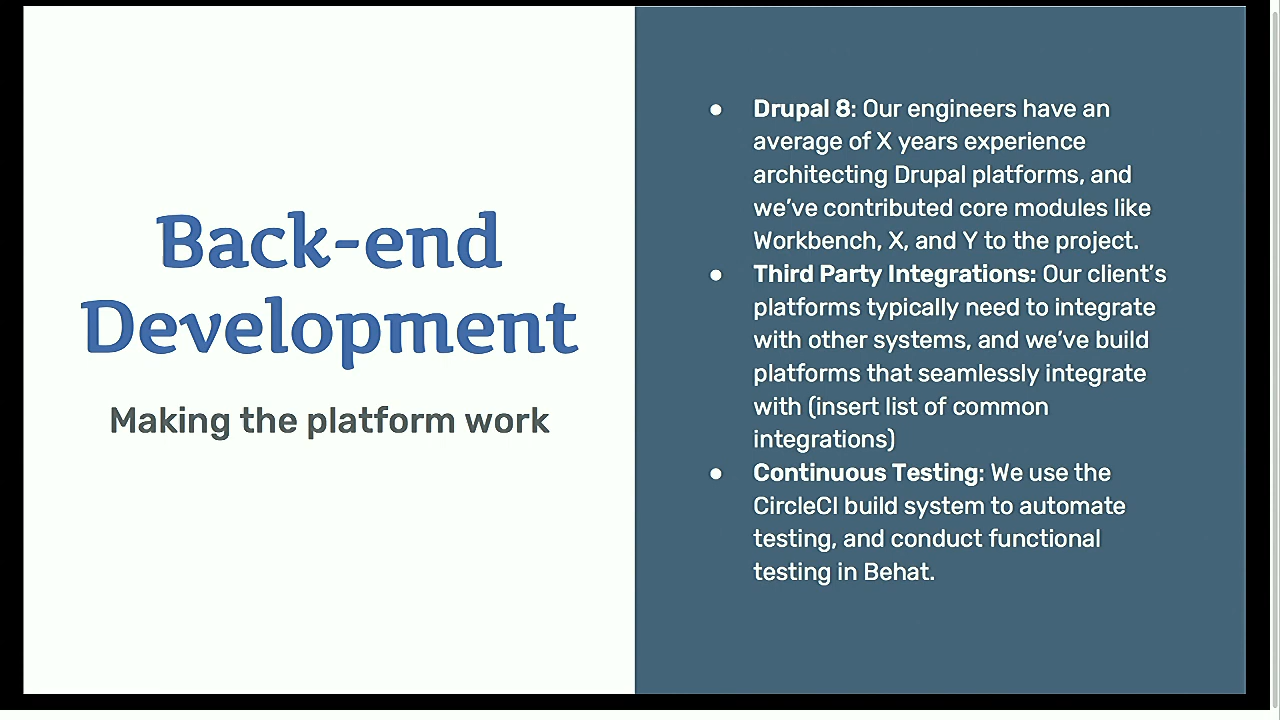 Back-end
Development
Making the platform work
● Drupal 8: Our engineers have an
average of X years experience
architecting Drupal platforms, and
we've contributed core modules like
Workbench, X, and Y to the project.
● Third Party Integrations: Our client's
platforms typically need to integrate
with other systems, and we've build
platforms that seamlessly integrate
with (insert list of common
integrations)
● Continuous Testing: We use the
CircleCI build system to automate
testing, and conduct functional
testing in Behat.